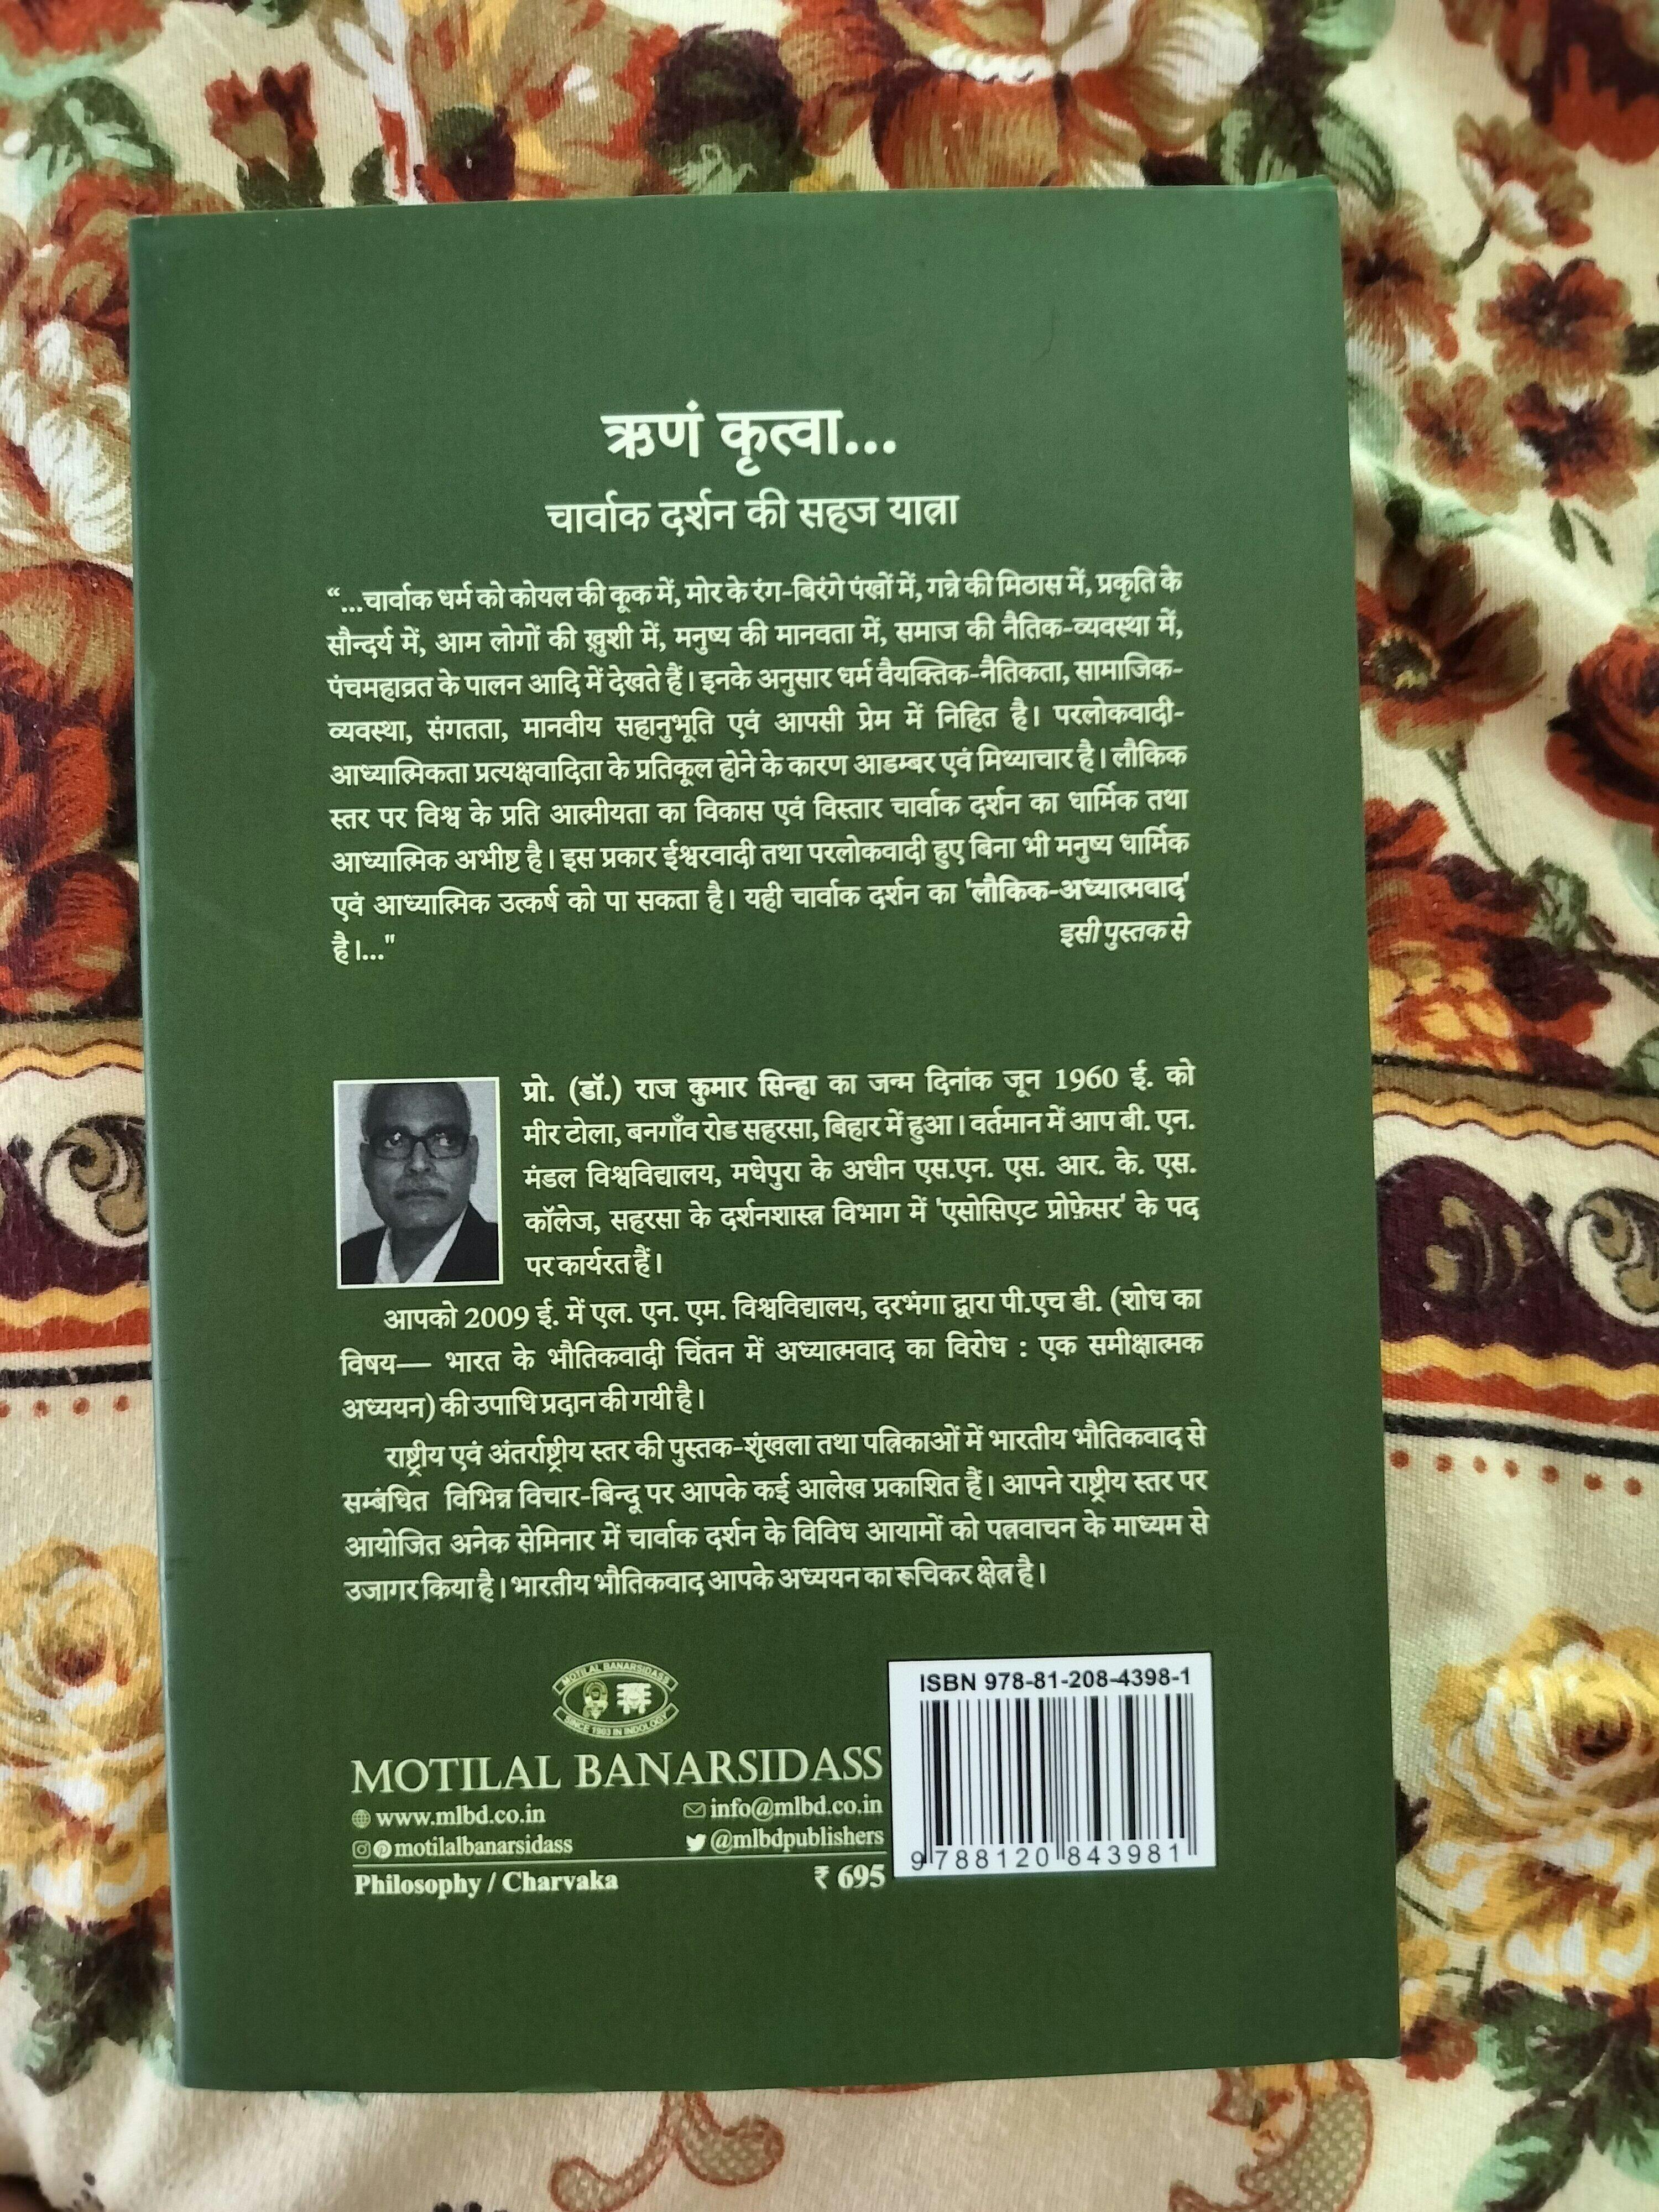 ऋणं कृत्वा...
चार्वाक दर्शन की सहज यात्रा
“...चार्वाक धर्म को कोयल की कूक में, मोर के रंग-बिरंगे पंखों में, गन्ने की मिठास में, प्रकृति के
सौन्दर्य में, आम लोगों की ख़ुशी में, मनुष्य की मानवता में, समाज की नैतिक-व्यवस्था में,
पंचमहाव्रत के पालन आदि में देखते हैं। इनके अनुसार धर्म वैयक्तिक-नैतिकता, सामाजिक-
व्यवस्था, संगतता, मानवीय सहानुभूति एवं आपसी प्रेम में निहित है। परलोकवादी-
आध्यात्मिकता प्रत्यक्षवादिता के प्रतिकूल होने के कारण आडम्बर एवं मिथ्याचार है। लौकिक
स्तर पर विश्व के प्रति आत्मीयता का विकास एवं विस्तार चार्वाक दर्शन का धार्मिक तथा
आध्यात्मिक अभीष्ट है। इस प्रकार ईश्वरवादी तथा परलोकवादी हुए बिना भी मनुष्य धार्मिक
एवं आध्यात्मिक उत्कर्ष को पा सकता है। यही चार्वाक दर्शन का 'लौकिक-अध्यात्मवाद'
है।..."
इसी पुस्तक से
प्रो. (डॉ.) राज कुमार सिन्हा का जन्म दिनांक जून 1960 ई. को
मीर टोला, बनगाँव रोड सहरसा, बिहार में हुआ। वर्तमान में आप बी. एन.
मंडल विश्वविद्यालय, मधेपुरा के अधीन एस.एन. एस. आर. के. एस.
कॉलेज, सहरसा के दर्शनशास्त्र विभाग में 'एसोसिएट प्रोफ़ेसर' के पद
पर कार्यरत हैं।
आपको 2009 ई. में एल. एन. एम. विश्वविद्यालय, दरभंगा द्वारा पी.एच डी. (शोध का
विषय— भारत के भौतिकवादी चिंतन में अध्यात्मवाद का विरोध : एक समीक्षात्मक
अध्ययन) की उपाधि प्रदान की गयी है।
राष्ट्रीय एवं अंतर्राष्ट्रीय स्तर की पुस्तक-शृंखला तथा पत्रिकाओं में भारतीय भौतिकवाद से
सम्बंधित विभिन्न विचार-बिन्दू पर आपके कई आलेख प्रकाशित हैं। आपने राष्ट्रीय स्तर पर
आयोजित अनेक सेमिनार में चार्वाक दर्शन के विविध आयामों को पत्रवाचन के माध्यम से
उजागर किया है। भारतीय भौतिकवाद आपके अध्ययन का रूचिकर क्षेत्र है।
MOTILAL BANARSIDASS
SINCE 1903 IN INDOLOGY
MOTILAL BANARSIDASS
www.mlbd.co.in info@mlbd.co.in
motilalbanarsidass @mlbdpublishers
Philosophy / Charvaka ₹ 695
ISBN 978-81-208-4398-1
9 788120 843981